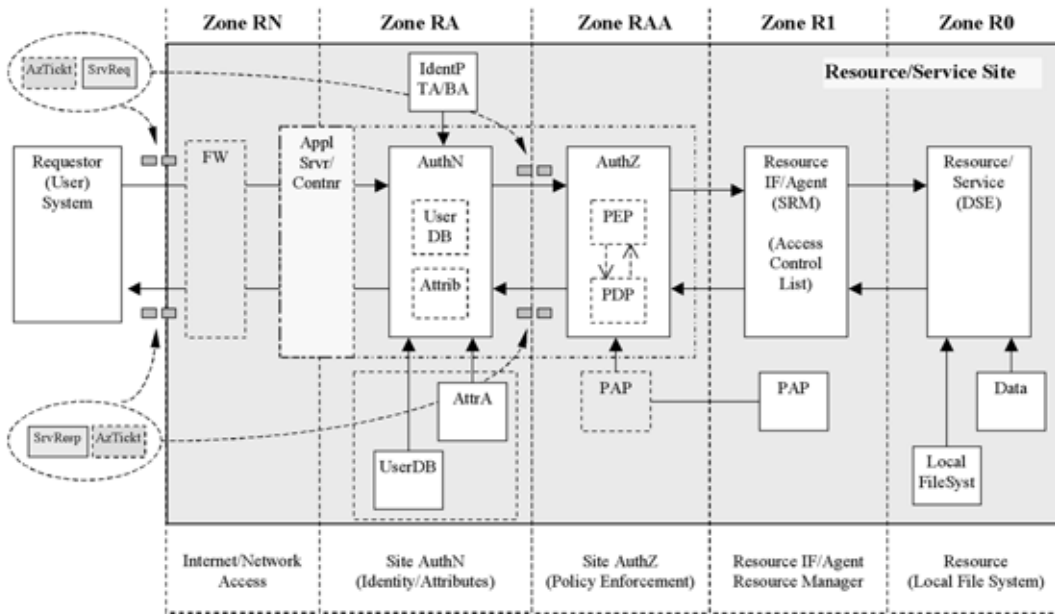 Zone RN
Zone RA
Zone RAA
Zone R1
Zone R0
AzTickt
SrvReq
IdentP
TA/BA
Resource/Service Site
Requestor
(User)
System
FW
Appl
Srvr/
Contnr
AuthN
User
DB
Attrib
AuthZ
PEP
PDP
Resource
IF/Agent
(SRM)
(Access
Control
List)
Resource/
Service
(DSE)
SrvResp
AzTickt
AttrA
UserDB
PAP
PAP
Data
Local
FileSyst
Internet/Network
Access
Site AuthN
(Identity/Attributes)
Site AuthZ
(Policy Enforcement)
Resource IF/Agent
Resource Manager
Resource
(Local File System)